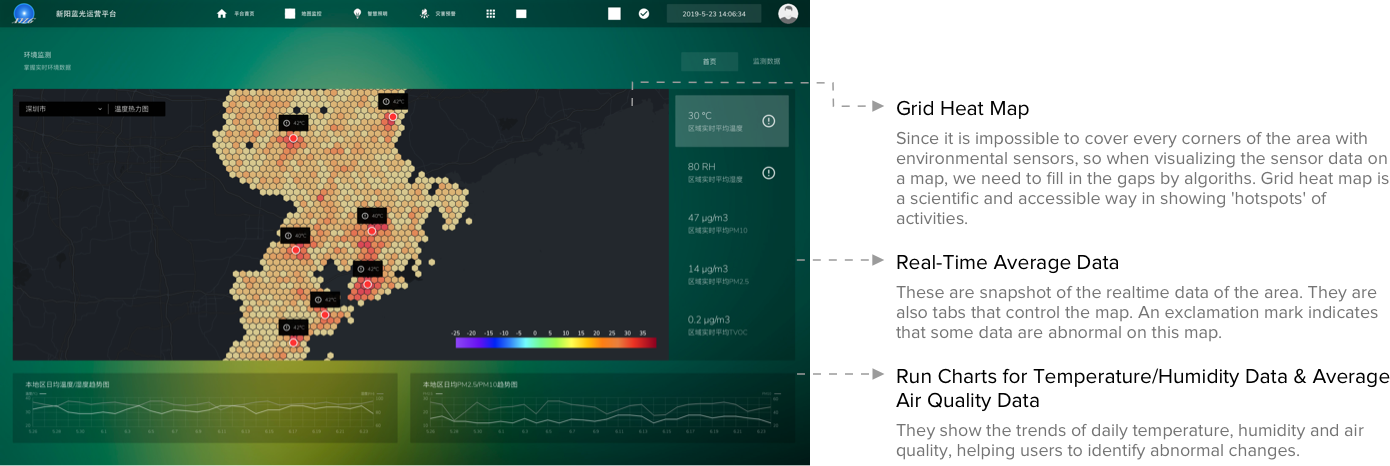 新阳蓝光运营平台
平台首页
地图监控
智慧照明
灾害预警
2019-5-23 14:06:34
环境监测
掌握实时环境数据
首页
监测数据
深圳市
温度热力图
42°C
42°C
40°C
40°C
42°C
42°C
42°C
-25 -20 -15 -10 -5 0 5 10 15 20 25 30 35
30 °C
区域实时平均温度
80 RH
区域实时平均湿度
47 μg/m3
区域实时平均PM10
14 μg/m3
区域实时平均PM2.5
0.2 μg/m3
区域实时平均TVOC
本地区日均温度/湿度趋势图
本地区日均PM2.5/PM10趋势图
Grid Heat Map
Since it is impossible to cover every corners of the area with
environmental sensors, so when visualizing the sensor data on
a map, we need to fill in the gaps by algoriths. Grid heat map is
a scientific and accessible way in showing 'hotspots' of
activities.
Real-Time Average Data
These are snapshot of the realtime data of the area. They are
also tabs that control the map. An exclamation mark indicates
that some data are abnormal on this map.
Run Charts for Temperature/Humidity Data & Average
Air Quality Data
They show the trends of daily temperature, humidity and air
quality, helping users to identify abnormal changes.